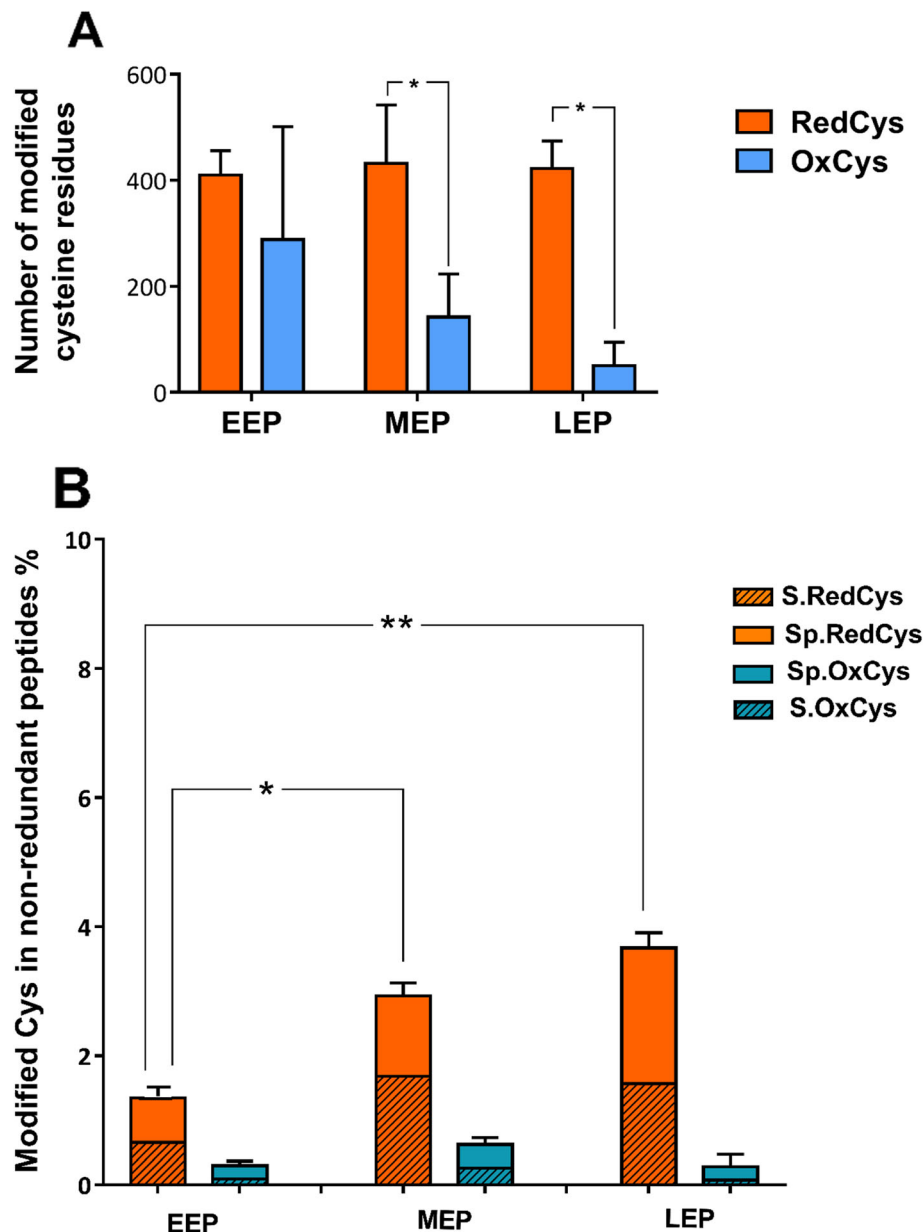 A
Number of modified
cysteine residues
600
400
200
0
*
*
EEP
MEP
LEP
RedCys
OxCys
B
Modified Cys in non-redundant peptides %
10
8
6
4
2
0
**
*
EEP
MEP
LEP
S.RedCys
Sp.RedCys
Sp.OxCys
S.OxCys